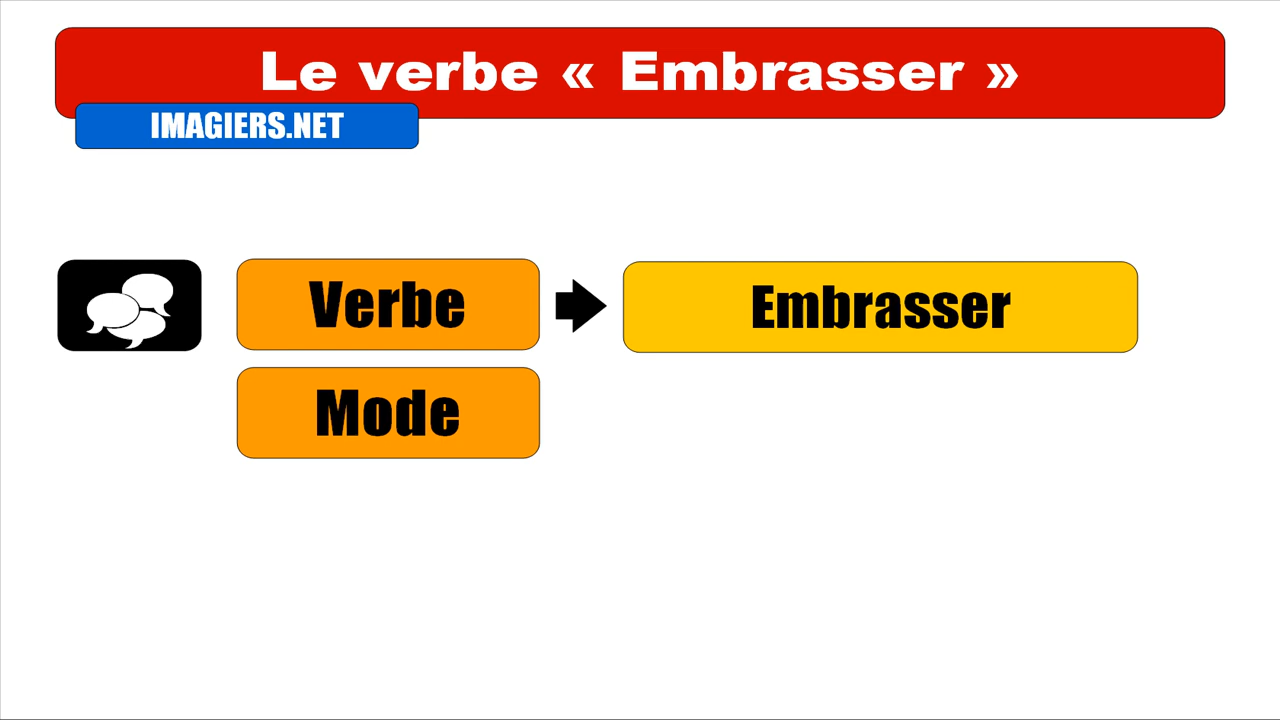 Le verbe « Embrasser »
IMAGIERS.NET
Verbe
Embrasser
Mode